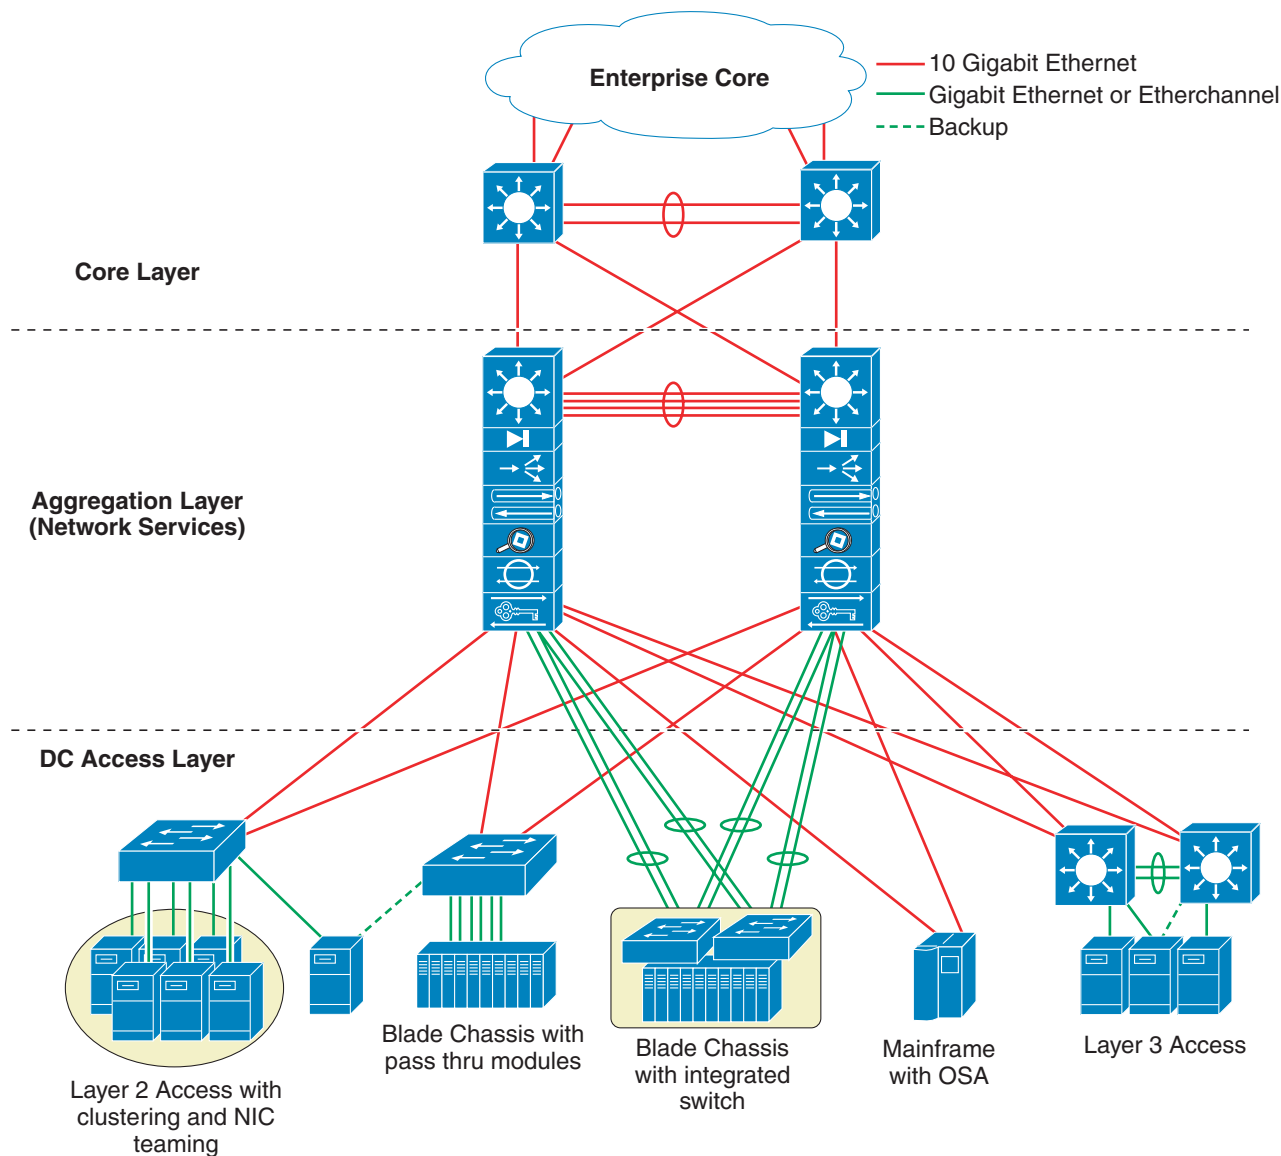 Enterprise Core
10 Gigabit Ethernet
Gigabit Ethernet or Etherchannel
Backup
Core Layer
Aggregation Layer
(Network Services)
DC Access Layer
Layer 2 Access with
clustering and NIC
teaming
Blade Chassis with
pass thru modules
Blade Chassis
with integrated
switch
Mainframe
with OSA
Layer 3 Access